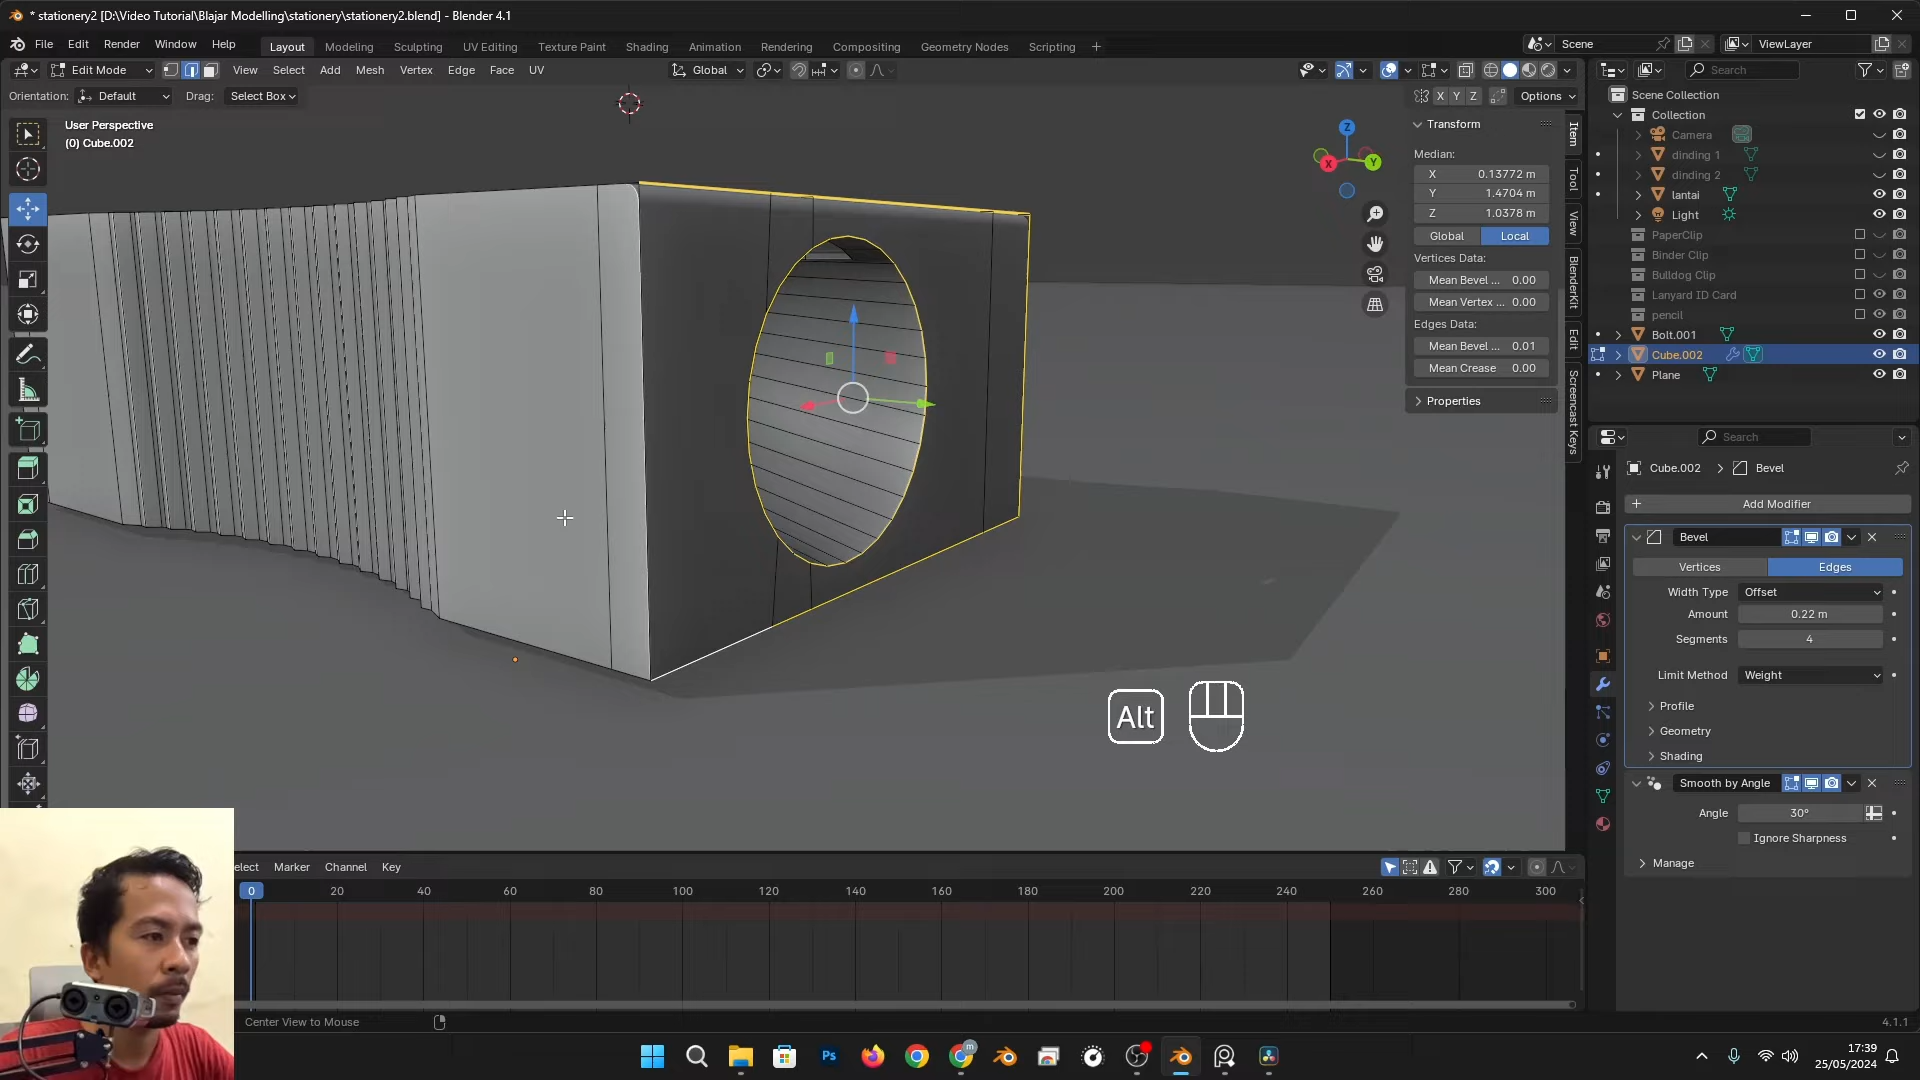 * stationery2 [D:\Video Tutorial\Blajar Modelling\stationery\stationery2.blend] - Blender 4.1
File Edit Render Window Help
Layout Modeling Sculpting UV Editing Texture Paint Shading Animation Rendering Compositing Geometry Nodes Scripting +
Scene
ViewLayer
Edit Mode View Select Add Mesh Vertex Edge Face UV
Global
Orientation: Default Drag: Select Box
X Y Z Options
User Perspective
(0) Cube.002
Z
X
Y
Transform
Median:
X 0.13772 m
Y 1.4704 m
Z 1.0378 m
Global Local
Vertices Data:
Mean Bevel ... 0.00
Mean Vertex ... 0.00
Edges Data:
Mean Bevel ... 0.01
Mean Crease 0.00
Properties
Item
Tool
View
BlenderKit
Edit
Screencast Keys
Search
Scene Collection
Collection
Camera
dinding 1
dinding 2
lantai
Light
PaperClip
Binder Clip
Bulldog Clip
Lanyard ID Card
pencil
Bolt.001
Cube.002
Plane
Search
Cube.002 > Bevel
+ Add Modifier
Bevel
Vertices Edges
Width Type Offset
Amount 0.22 m
Segments 4
Limit Method Weight
Profile
Geometry
Shading
Smooth by Angle
Angle 30°
Ignore Sharpness
Manage
Alt
elect Marker Channel Key
0 20 40 60 80 100 120 140 160 180 200 220 240 260 280 300
Center View to Mouse
4.1.1
Ps
m
17:39
25/05/2024